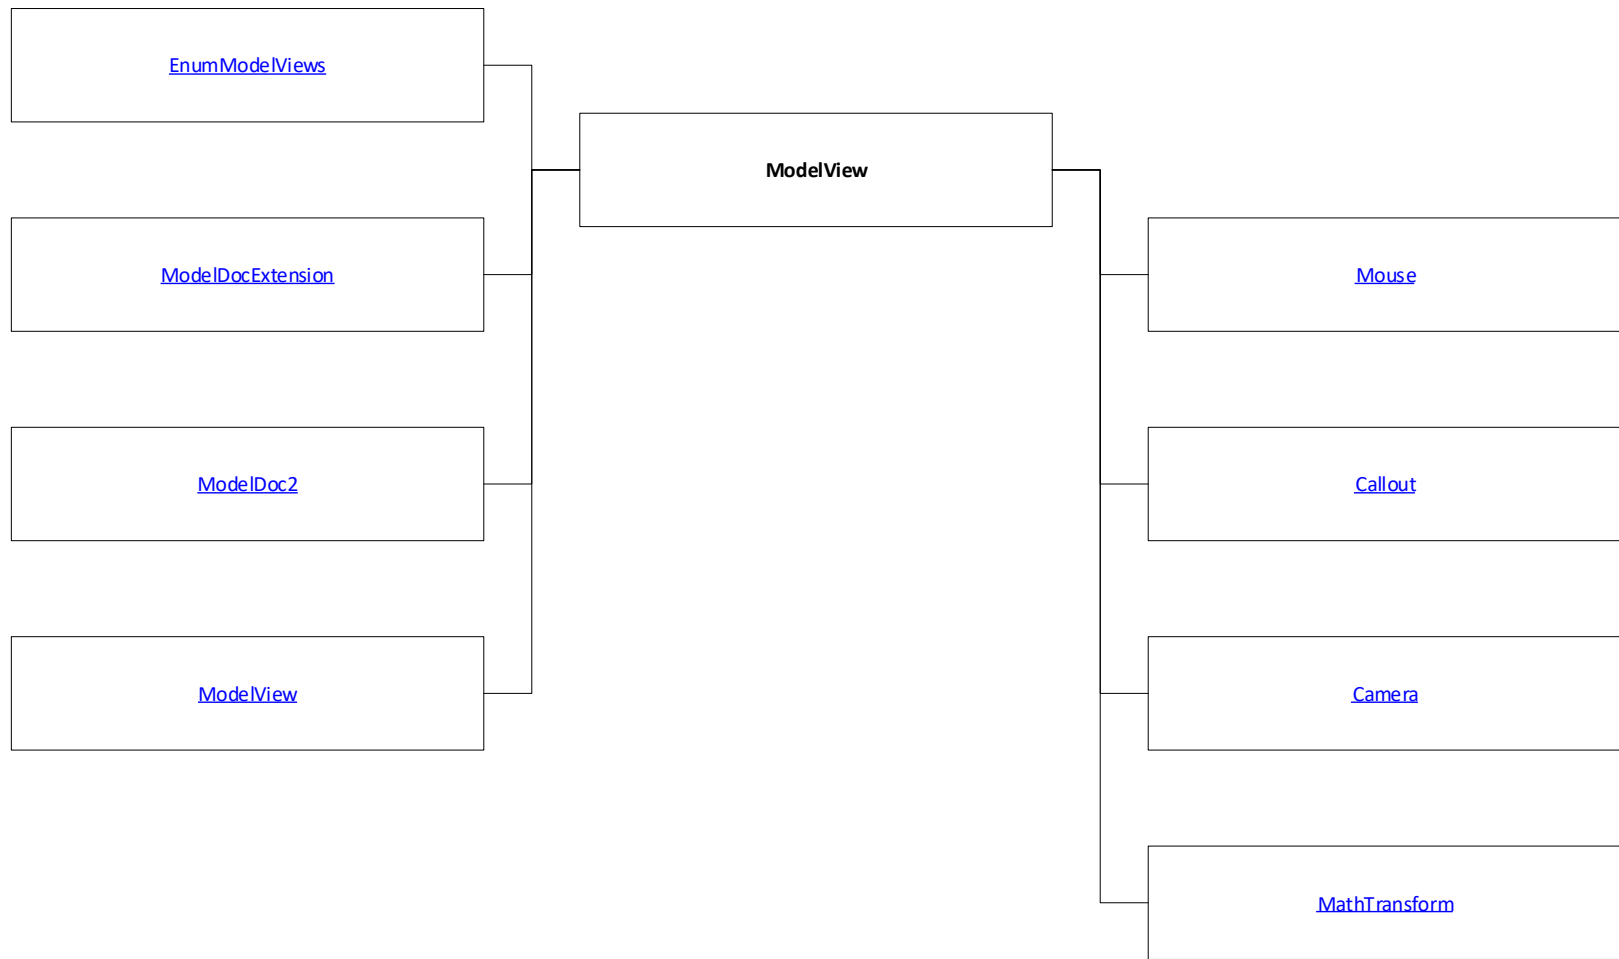 EnumModelViews
ModelView
ModelDocExtension
Mouse
ModelDoc2
Callout
ModelView
Camera
MathTransform